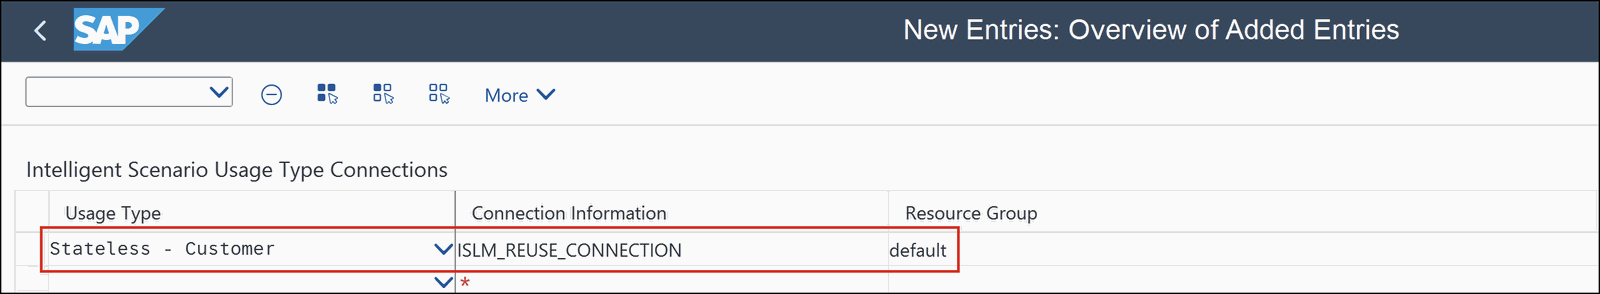 SAP
New Entries: Overview of Added Entries
More
Intelligent Scenario Usage Type Connections
Usage Type Connection Information Resource Group
Stateless - Customer ISLM_REUSE_CONNECTION default
*